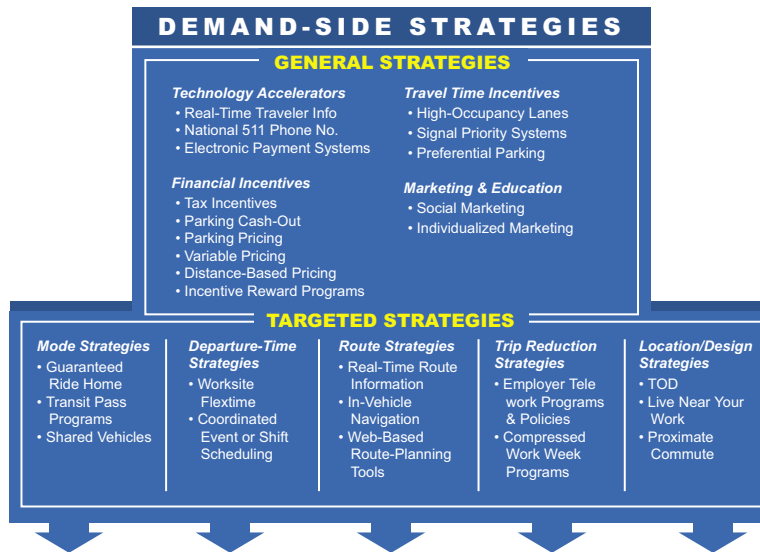 DEMAND-SIDE STRATEGIES
GENERAL STRATEGIES
Technology Accelerators
• Real-Time Traveler Info
• National 511 Phone No.
• Electronic Payment Systems
Financial Incentives
• Tax Incentives
• Parking Cash-Out
• Parking Pricing
• Variable Pricing
• Distance-Based Pricing
• Incentive Reward Programs
Travel Time Incentives
• High-Occupancy Lanes
• Signal Priority Systems
• Preferential Parking
Marketing & Education
• Social Marketing
• Individualized Marketing
TARGETED STRATEGIES
Mode Strategies
• Guaranteed
Ride Home
• Transit Pass
Programs
• Shared Vehicles
Departure-Time
Strategies
• Worksite
Flextime
• Coordinated
Event or Shift
Scheduling
Route Strategies
• Real-Time Route
Information
• In-Vehicle
Navigation
• Web-Based
Route-Planning
Tools
Trip Reduction
Strategies
• Employer Tele
work Programs
& Policies
• Compressed
Work Week
Programs
Location/Design
Strategies
• TOD
• Live Near Your
Work
• Proximate
Commute